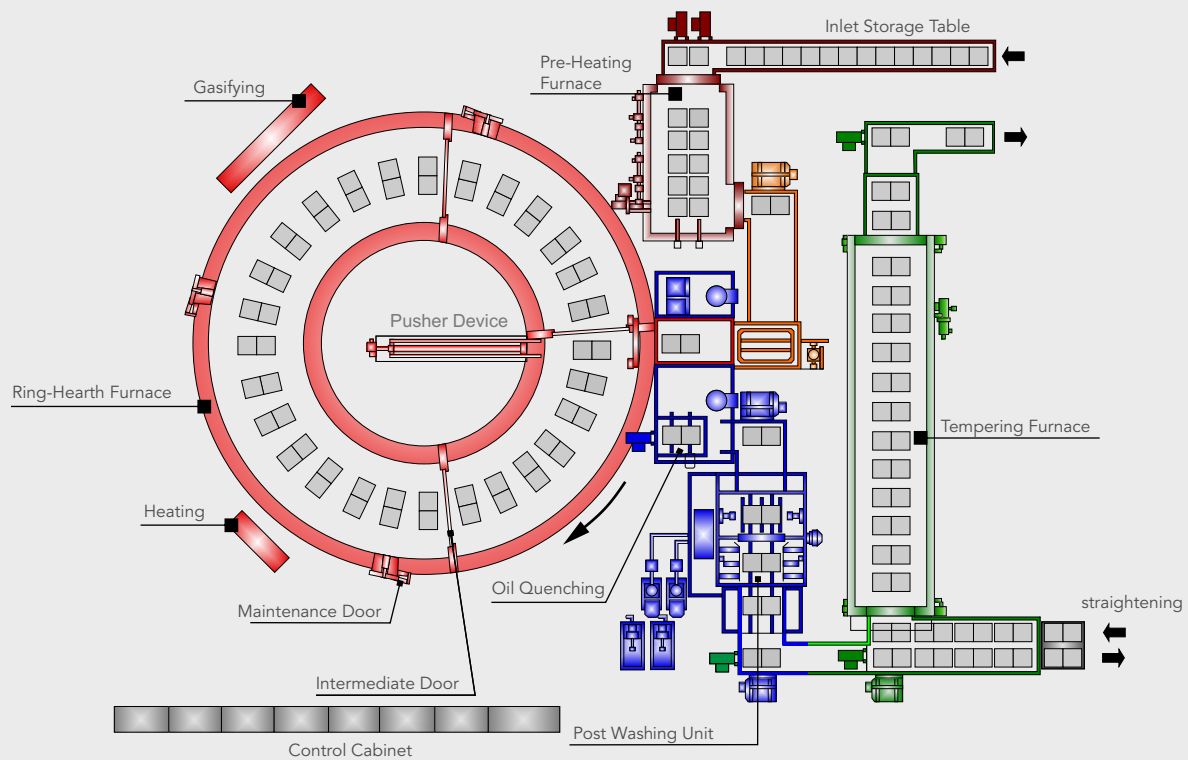 Inlet Storage Table
Pre-Heating
Furnace
Gasifying
Pusher Device
Ring-Hearth Furnace
Tempering Furnace
Heating
Oil Quenching
Maintenance Door
straightening
Intermediate Door
Post Washing Unit
Control Cabinet